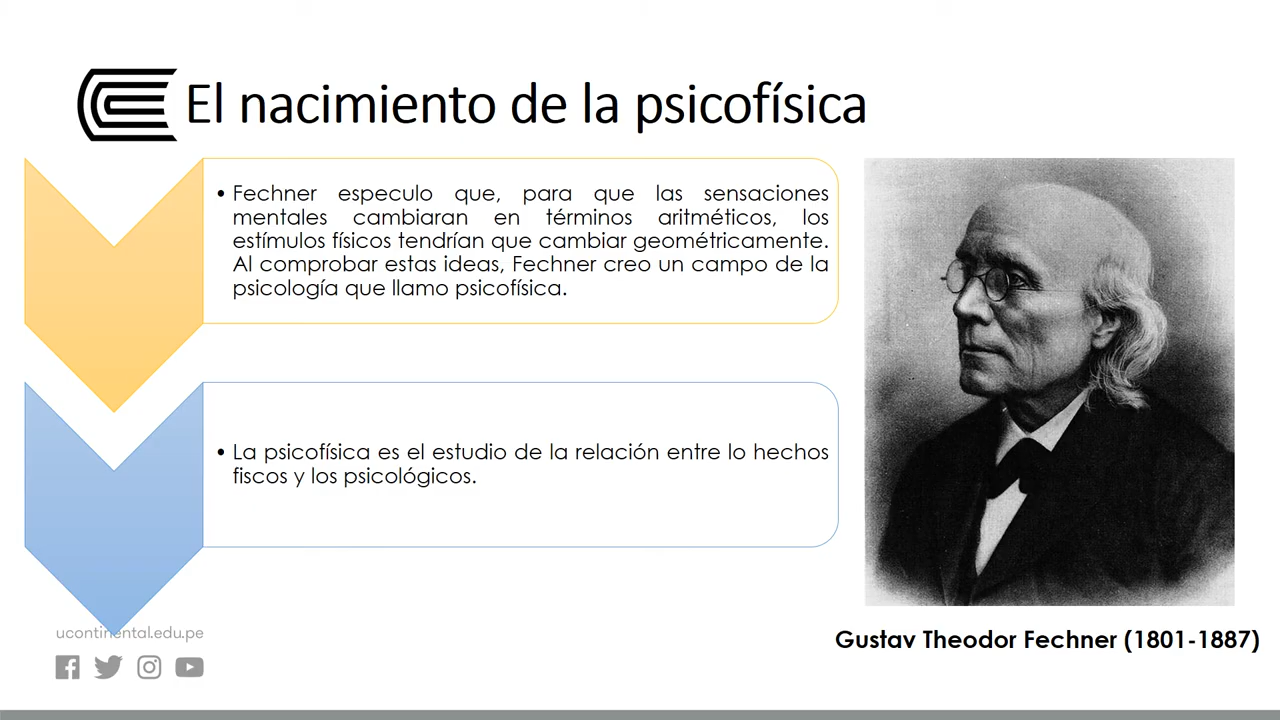 El nacimiento de la psicofísica
• Fechner especulo que, para que las sensaciones
mentales cambiaran en términos aritméticos, los
estímulos físicos tendrían que cambiar geométricamente.
Al comprobar estas ideas, Fechner creo un campo de la
psicología que llamo psicofísica.
• La psicofísica es el estudio de la relación entre lo hechos
fiscos y los psicológicos.
Gustav Theodor Fechner (1801-1887)
ucontinental.edu.pe